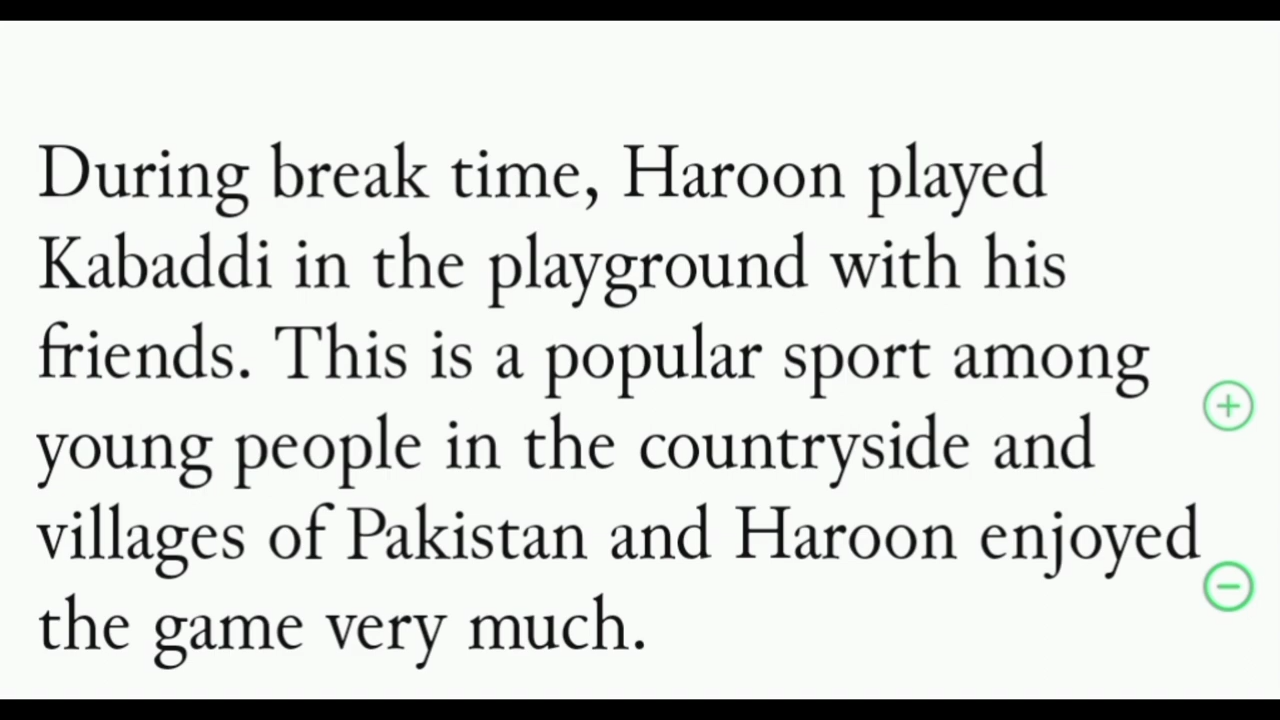 During break time, Haroon played
Kabaddi in the playground with his
friends. This is a popular sport among
young people in the countryside and
villages of Pakistan and Haroon enjoyed
the game very much.